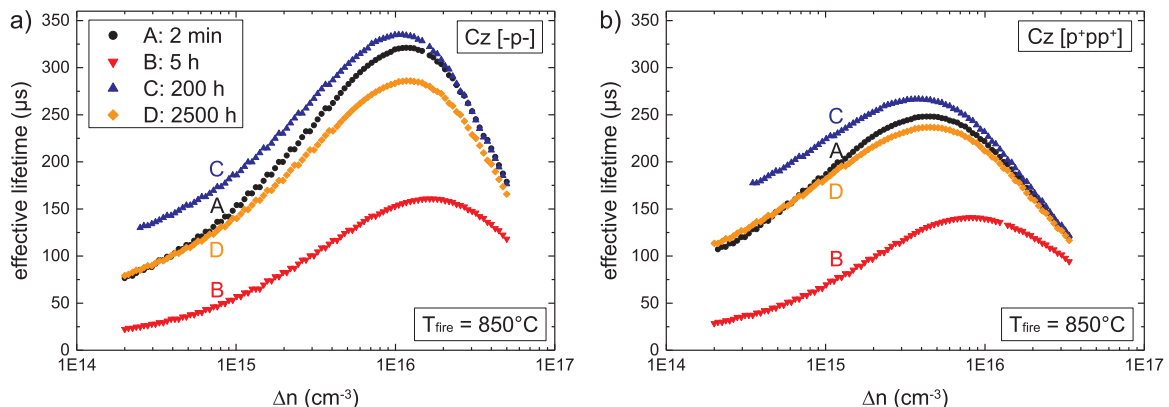 a)
A: 2 min
B: 5 h
C: 200 h
D: 2500 h
Cz [-p-]
effective lifetime (µs)
350
300
250
200
150
100
50
0
C
A
D
B
Tfire = 850°C
1E14
1E15
1E16
1E17
Δn (cm⁻³)
b)
Cz [p⁺pp⁺]
effective lifetime (µs)
350
300
250
200
150
100
50
0
C
A
D
B
Tfire = 850°C
1E14
1E15
1E16
1E17
Δn (cm⁻³)